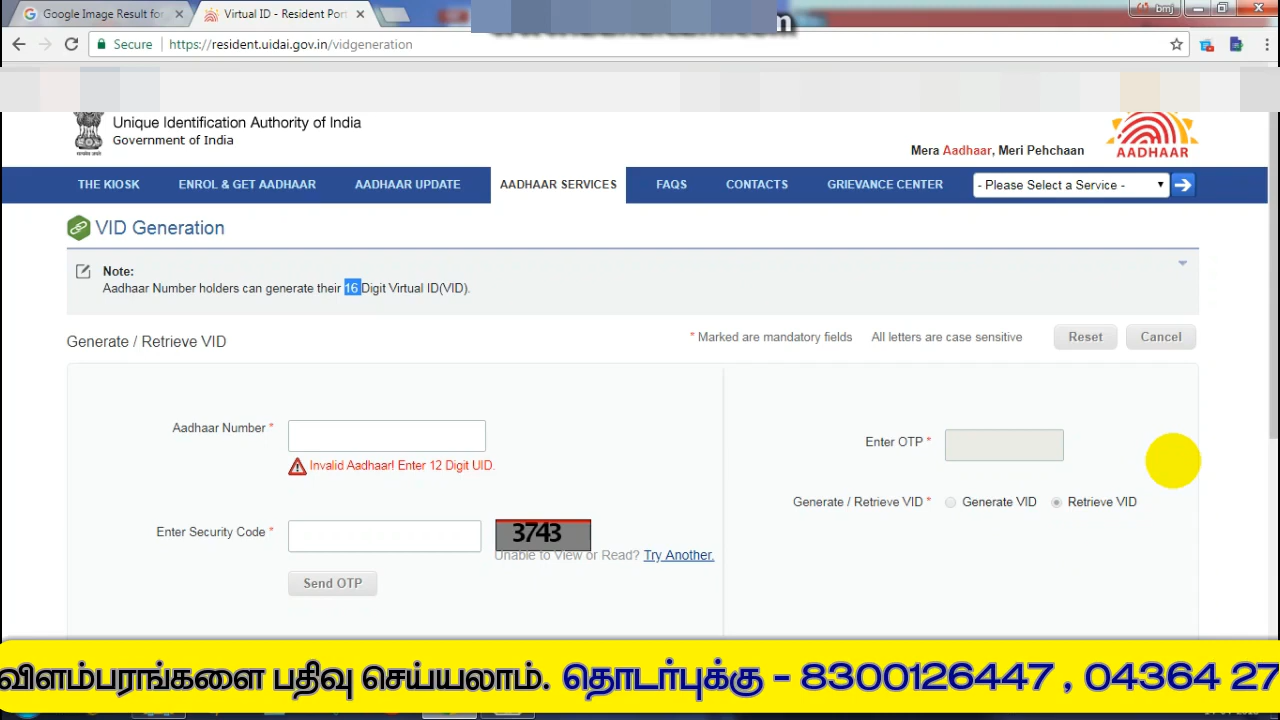 Google Image Result for
Virtual ID - Resident Port
bmj
Secure
https://resident.uidai.gov.in/vidgeneration
Unique Identification Authority of India
Government of India
Mera Aadhaar, Meri Pehchaan
AADHAAR
THE KIOSK ENROL & GET AADHAAR AADHAAR UPDATE AADHAAR SERVICES FAQS CONTACTS GRIEVANCE CENTER - Please Select a Service -
VID Generation
Note:
Aadhaar Number holders can generate their 16 Digit Virtual ID(VID).
Generate / Retrieve VID
* Marked are mandatory fields All letters are case sensitive Reset Cancel
Aadhaar Number *
Invalid Aadhaar! Enter 12 Digit UID.
Enter OTP *
Generate / Retrieve VID * Generate VID Retrieve VID
Enter Security Code * 3743
Unable to View or Read? Try Another.
Send OTP
விளம்பரங்களை பதிவு செய்யலாம். தொடர்புக்கு - 8300126447 , 04364 27